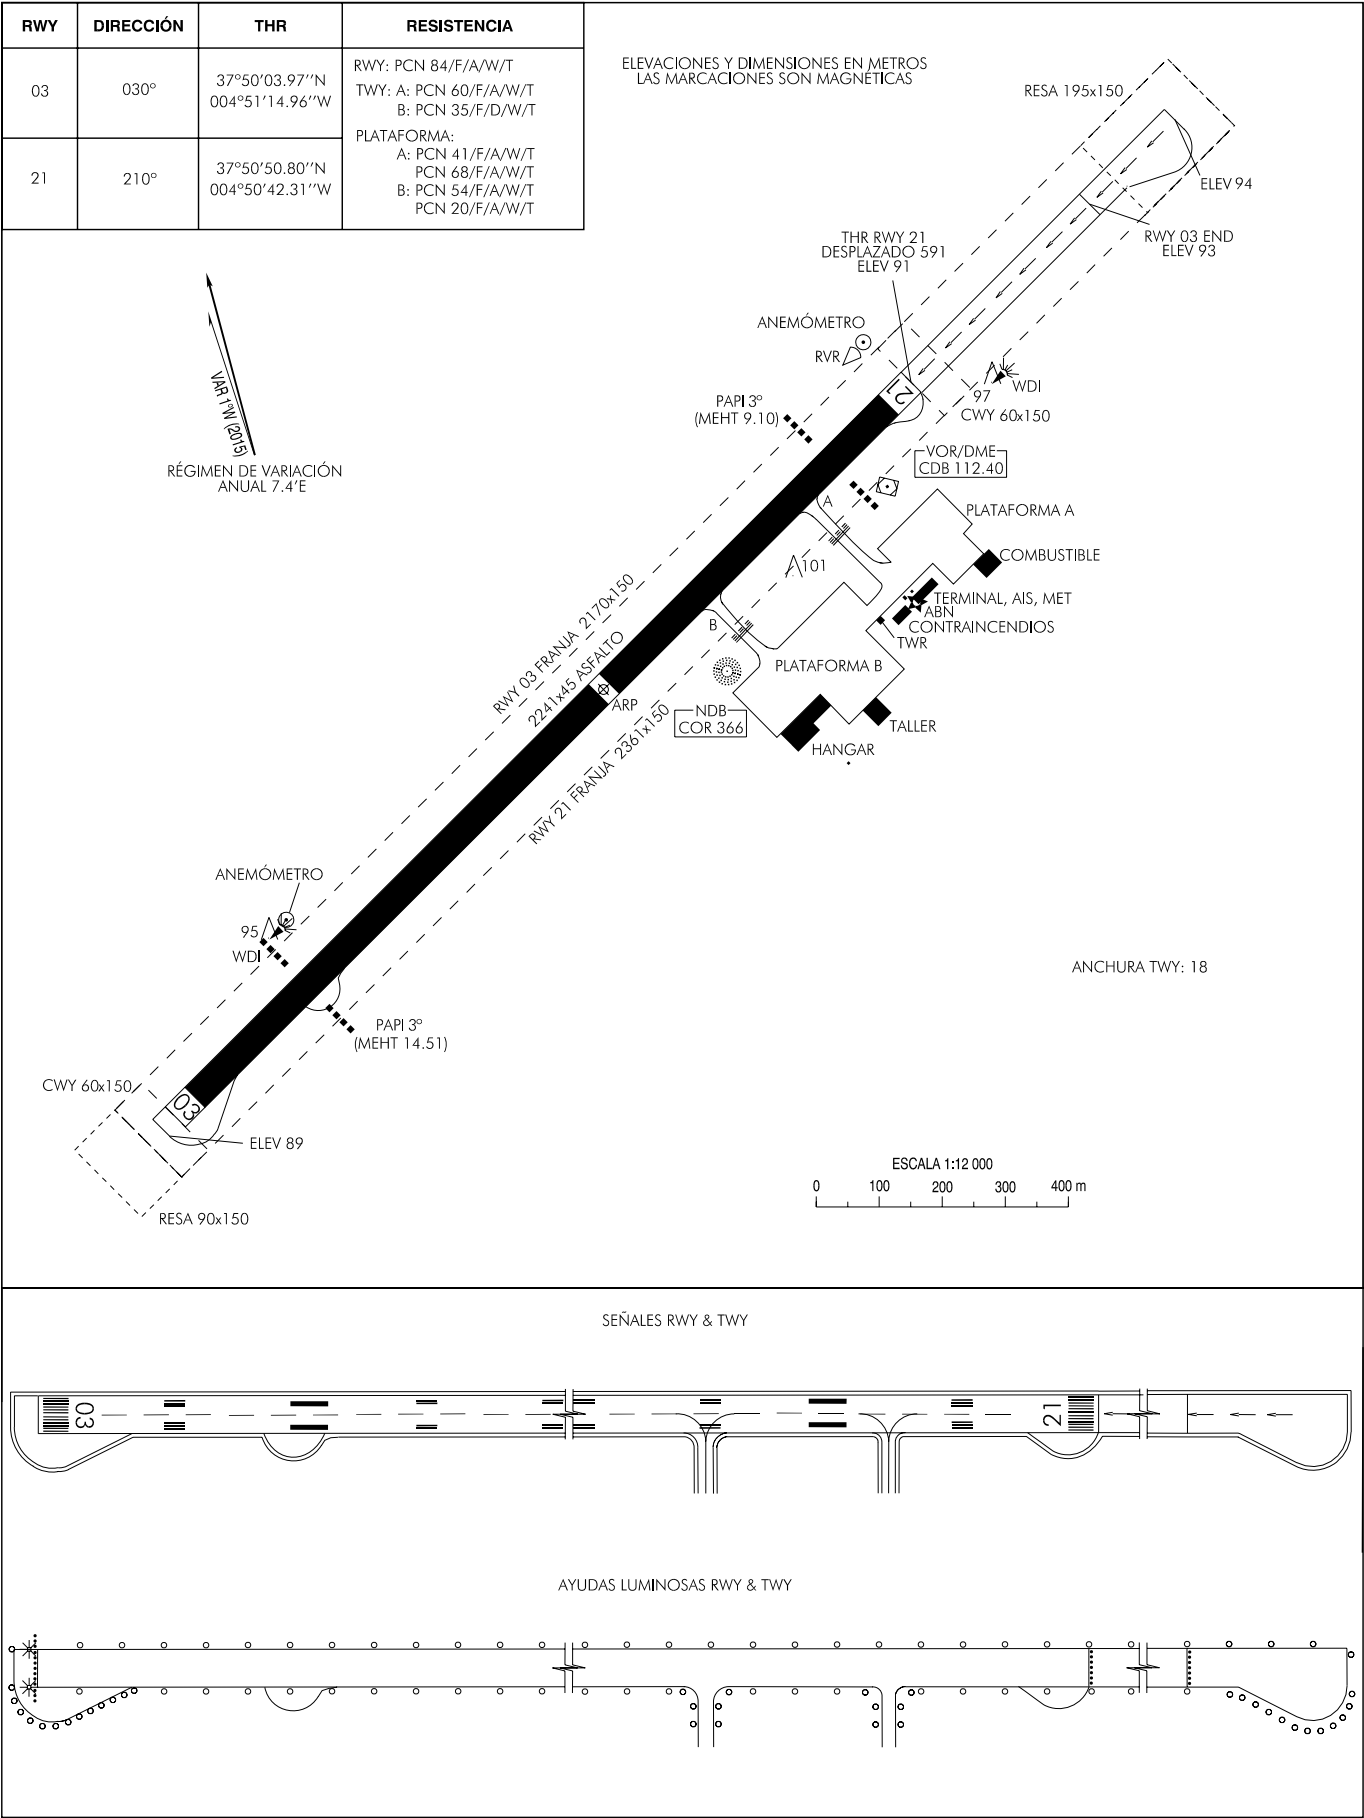 RWY DIRECCIÓN THR RESISTENCIA
03 030° 37°50'03.97''N
004°51'14.96''W
21 210° 37°50'50.80''N
004°50'42.31''W
RWY: PCN 84/F/A/W/T
TWY: A: PCN 60/F/A/W/T
B: PCN 35/F/D/W/T
PLATAFORMA:
A: PCN 41/F/A/W/T
PCN 68/F/A/W/T
B: PCN 54/F/A/W/T
PCN 20/F/A/W/T
ELEVACIONES Y DIMENSIONES EN METROS
LAS MARCACIONES SON MAGNÉTICAS
RESA 195x150
ELEV 94
RWY 03 END
ELEV 93
THR RWY 21
DESPLAZADO 591
ELEV 91
ANEMÓMETRO
RVR
VAR 1°W (2015)
RÉGIMEN DE VARIACIÓN
ANUAL 7.4'E
PAPI 3°
(MEHT 9.10)
21
97
WDI
CWY 60x150
VOR/DME
CDB 112.40
A
PLATAFORMA A
COMBUSTIBLE
101
TERMINAL, AIS, MET
ABN
CONTRAINCENDIOS
TWR
B
PLATAFORMA B
RWY 03 FRANJA 2170x150
2241x45 ASFALTO
ARP
RWY 21 FRANJA 2361x150
NDB
COR 366
TALLER
HANGAR
ANEMÓMETRO
95
WDI
ANCHURA TWY: 18
PAPI 3°
(MEHT 14.51)
CWY 60x150
03
ELEV 89
RESA 90x150
ESCALA 1:12 000
0 100 200 300 400 m
SEÑALES RWY & TWY
03 21
AYUDAS LUMINOSAS RWY & TWY